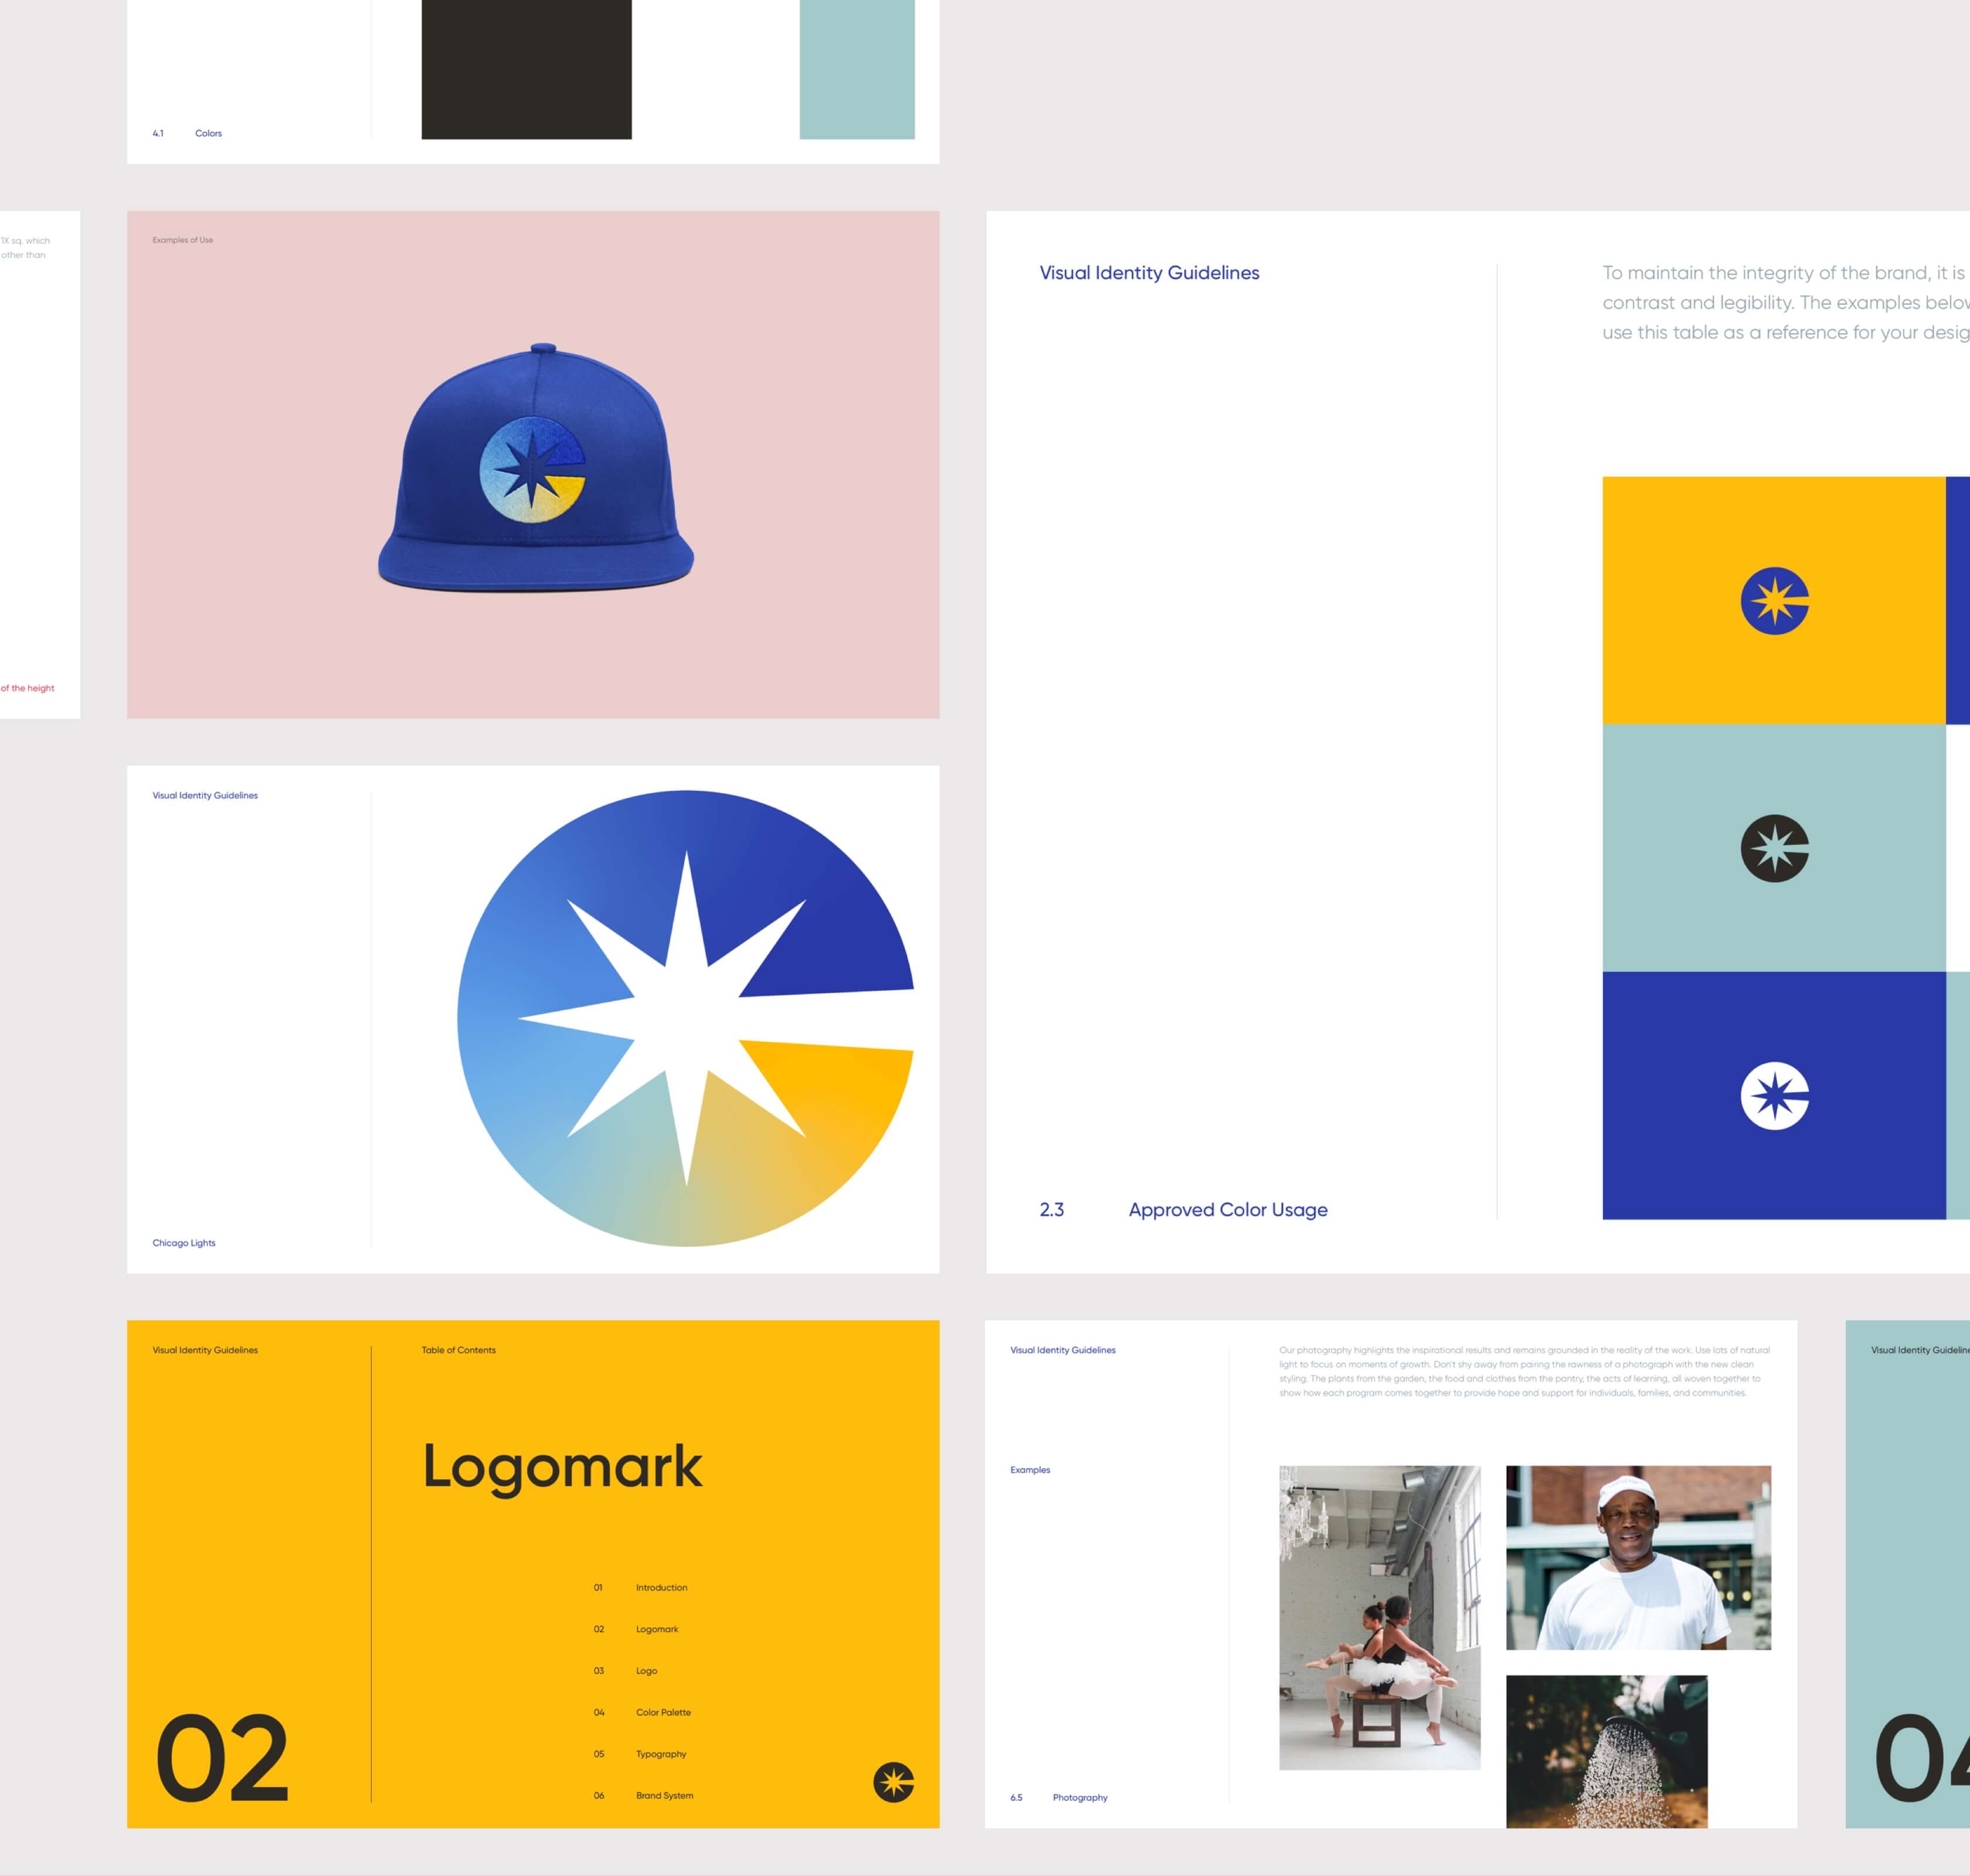 4.1 Colors
1X sq. which
other than
of the height
Examples of Use
Visual Identity Guidelines
To maintain the integrity of the brand, it is
contrast and legibility. The examples
use this table as a reference for your
2.3 Approved Color Usage
Visual Identity Guidelines
Chicago Lights
Visual Identity Guidelines
Table of Contents
Logomark
01 Introduction
02 Logomark
03 Logo
04 Color Palette
05 Typography
06 Brand System
02
Visual Identity Guidelines
Our photography highlights the inspirational results and remains grounded in the reality of the work. Use lots of natural
light to focus on moments of growth. Don't shy away from pairing the rawness of a photograph with the new clean
styling. The plants from the garden, the food and clothes from the pantry, the acts of learning, all woven together to
show how each program comes together to provide hope and support for individuals, families, and communities.
Examples
6.5 Photography
Visual Identity